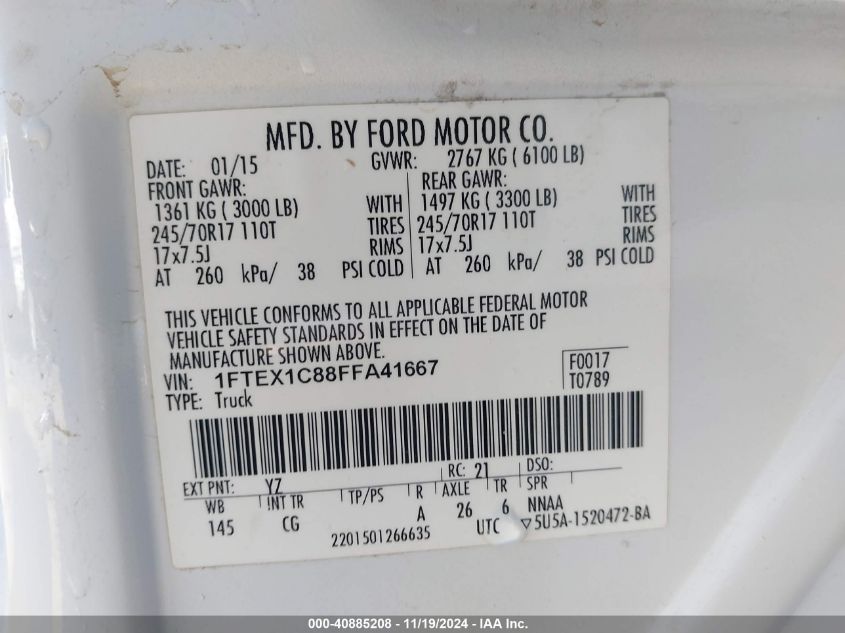 MFD. BY FORD MOTOR CO.
DATE: 01/15 GVWR: 2767 KG ( 6100 LB)
FRONT GAWR: REAR GAWR:
1361 KG ( 3000 LB) WITH 1497 KG ( 3300 LB) WITH
245/70R17 110T TIRES 245/70R17 110T TIRES
17x7.5J RIMS 17x7.5J RIMS
AT 260 kPa/ 38 PSI COLD AT 260 kPa/ 38 PSI COLD
THIS VEHICLE CONFORMS TO ALL APPLICABLE FEDERAL MOTOR
VEHICLE SAFETY STANDARDS IN EFFECT ON THE DATE OF
MANUFACTURE SHOWN ABOVE.
VIN: 1FTEX1C88FFA41667 F0017
TYPE: Truck T0789
EXT PNT: YZ RC: 21 DSO:
WB INT TR TP/PS R AXLE TR SPR
145 CG A 26 6 NNAA
2201501266635 UTC ▽5U5A-1520472-BA
000-40885208 - 11/19/2024 - IAA Inc.